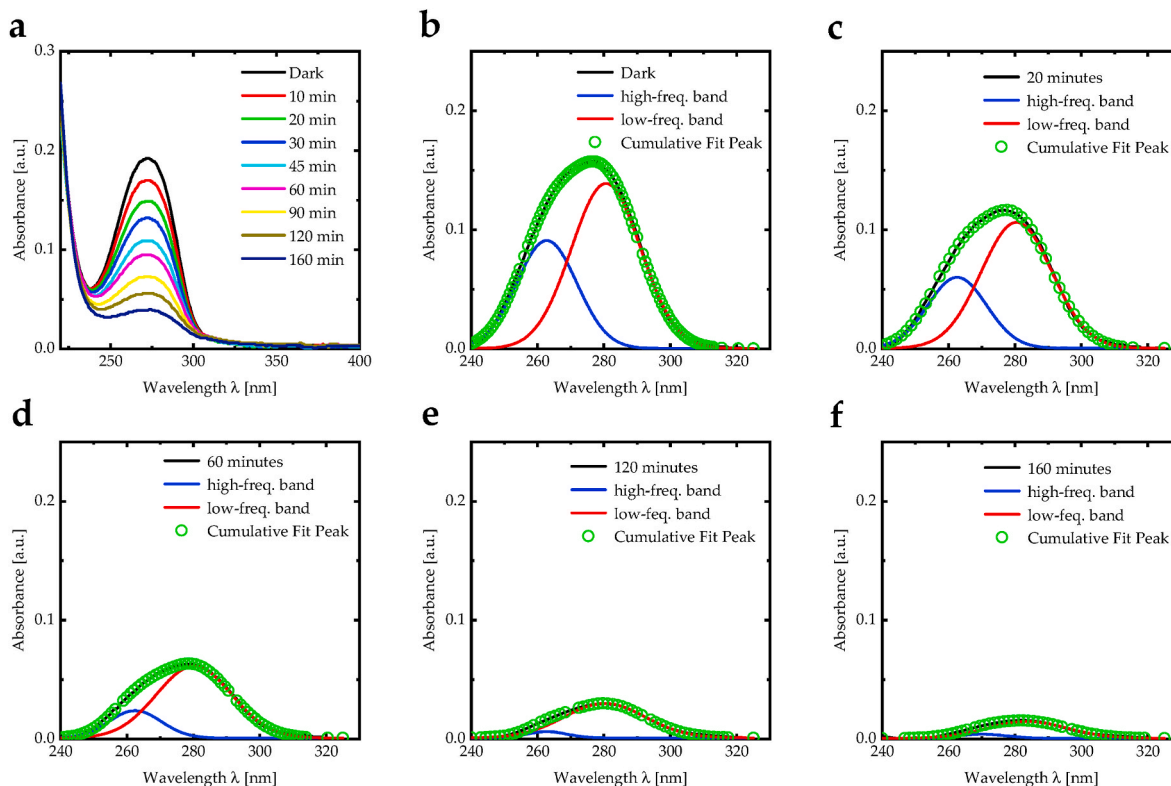 a
0.3
0.2
0.1
0.0
Absorbance [a.u.]
250 300 350 400
Wavelength λ [nm]
Dark
10 min
20 min
30 min
45 min
60 min
90 min
120 min
160 min
b
0.2
0.1
0.0
Absorbance [a.u.]
240 260 280 300 320
Wavelength λ [nm]
Dark
high-freq. band
low-freq. band
Cumulative Fit Peak
c
0.2
0.1
0.0
Absorbance [a.u.]
240 260 280 300 320
Wavelength λ [nm]
20 minutes
high-freq. band
low-freq. band
Cumulative Fit Peak
d
0.2
0.1
0.0
Absorbance [a.u.]
240 260 280 300 320
Wavelength λ [nm]
60 minutes
high-freq. band
low-freq. band
Cumulative Fit Peak
e
0.2
0.1
0.0
Absorbance [a.u.]
240 260 280 300 320
Wavelength λ [nm]
120 minutes
high-freq. band
low-feq. band
Cumulative Fit Peak
f
0.2
0.1
0.0
Absorbance [a.u.]
240 260 280 300 320
Wavelength λ [nm]
160 minutes
high-freq. band
low-freq. band
Cumulative Fit Peak